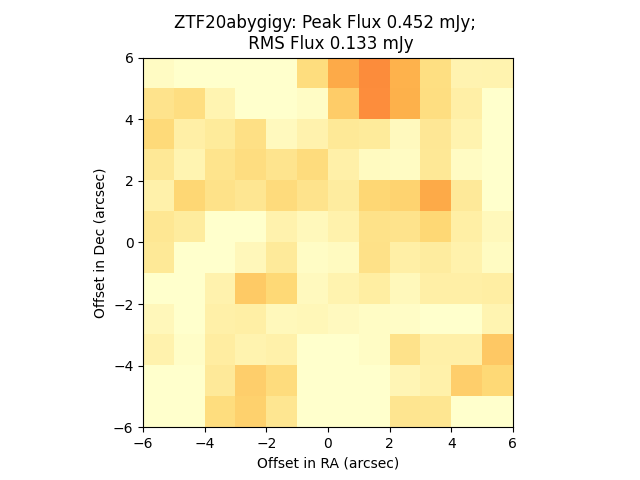 ZTF20abygigy: Peak Flux 0.452 mJy;
RMS Flux 0.133 mJy
6
4
2
0
−2
−4
−6
Offset in Dec (arcsec)
−6 −4 −2 0 2 4 6
Offset in RA (arcsec)